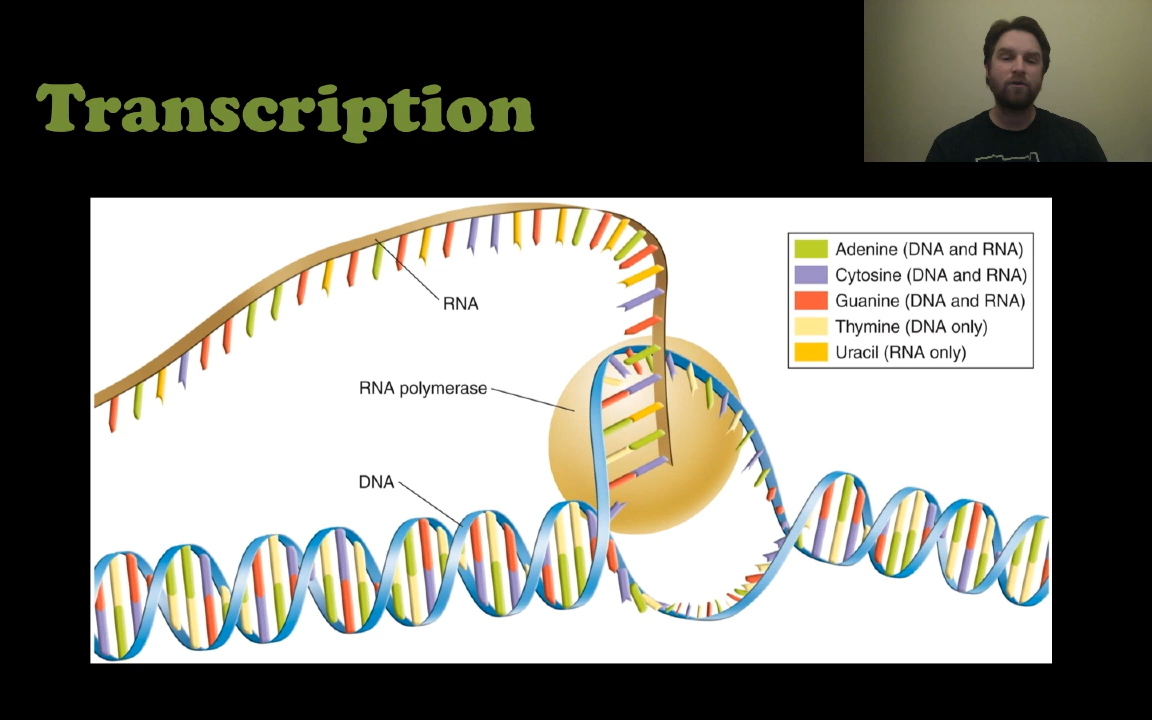 Transcription
Adenine (DNA and RNA)
Cytosine (DNA and RNA)
Guanine (DNA and RNA)
Thymine (DNA only)
Uracil (RNA only)
RNA
RNA polymerase
DNA